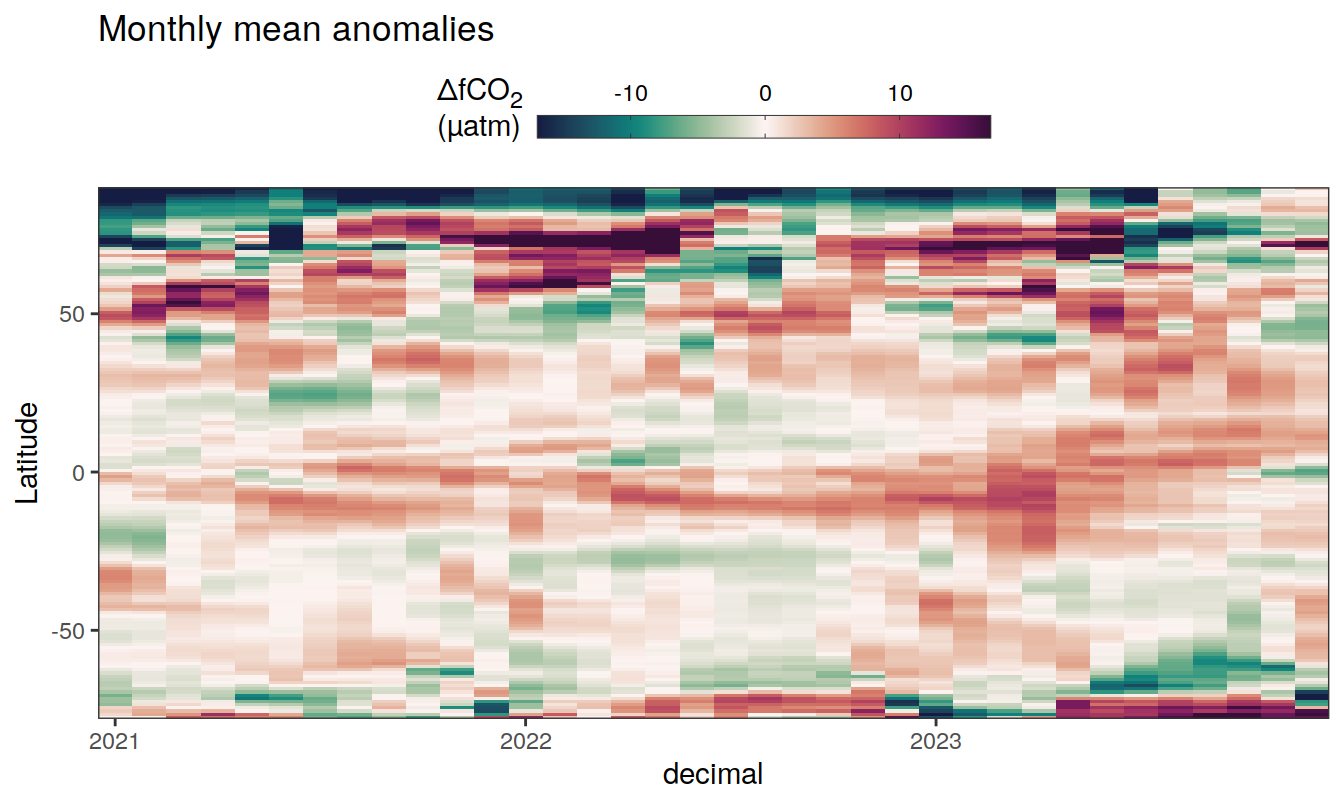 Monthly mean anomalies
ΔfCO₂
(µatm)
-10 0 10
Latitude
50
0
-50
2021 2022 2023
decimal